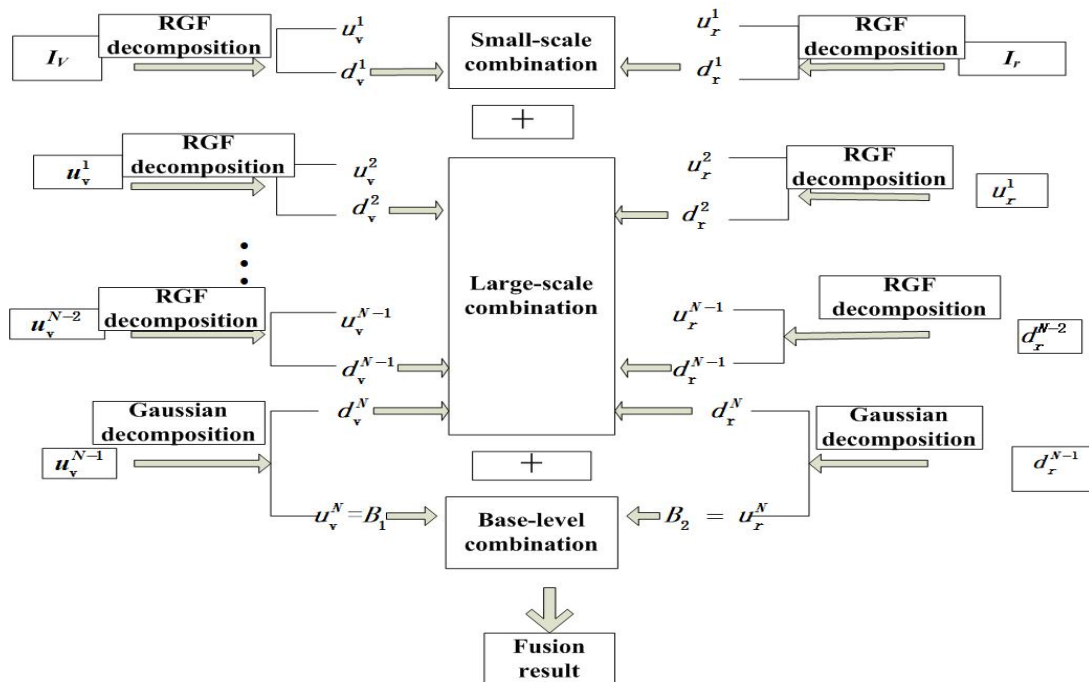 RGF
decomposition
I_V
u_v^1
d_v^1
Small-scale
combination
u_r^1
d_r^1
RGF
decomposition
I_r
+
RGF
decomposition
u_v^1
u_v^2
d_v^2
u_r^2
d_r^2
RGF
decomposition
u_r^1
Large-scale
combination
RGF
decomposition
u_v^{N-2}
u_v^{N-1}
d_v^{N-1}
u_r^{N-1}
d_r^{N-1}
RGF
decomposition
d_r^{N-2}
Gaussian
decomposition
u_v^{N-1}
d_v^N
d_r^N
Gaussian
decomposition
d_r^{N-1}
+
u_v^N=B_1
Base-level
combination
B_2 = u_r^N
Fusion
result